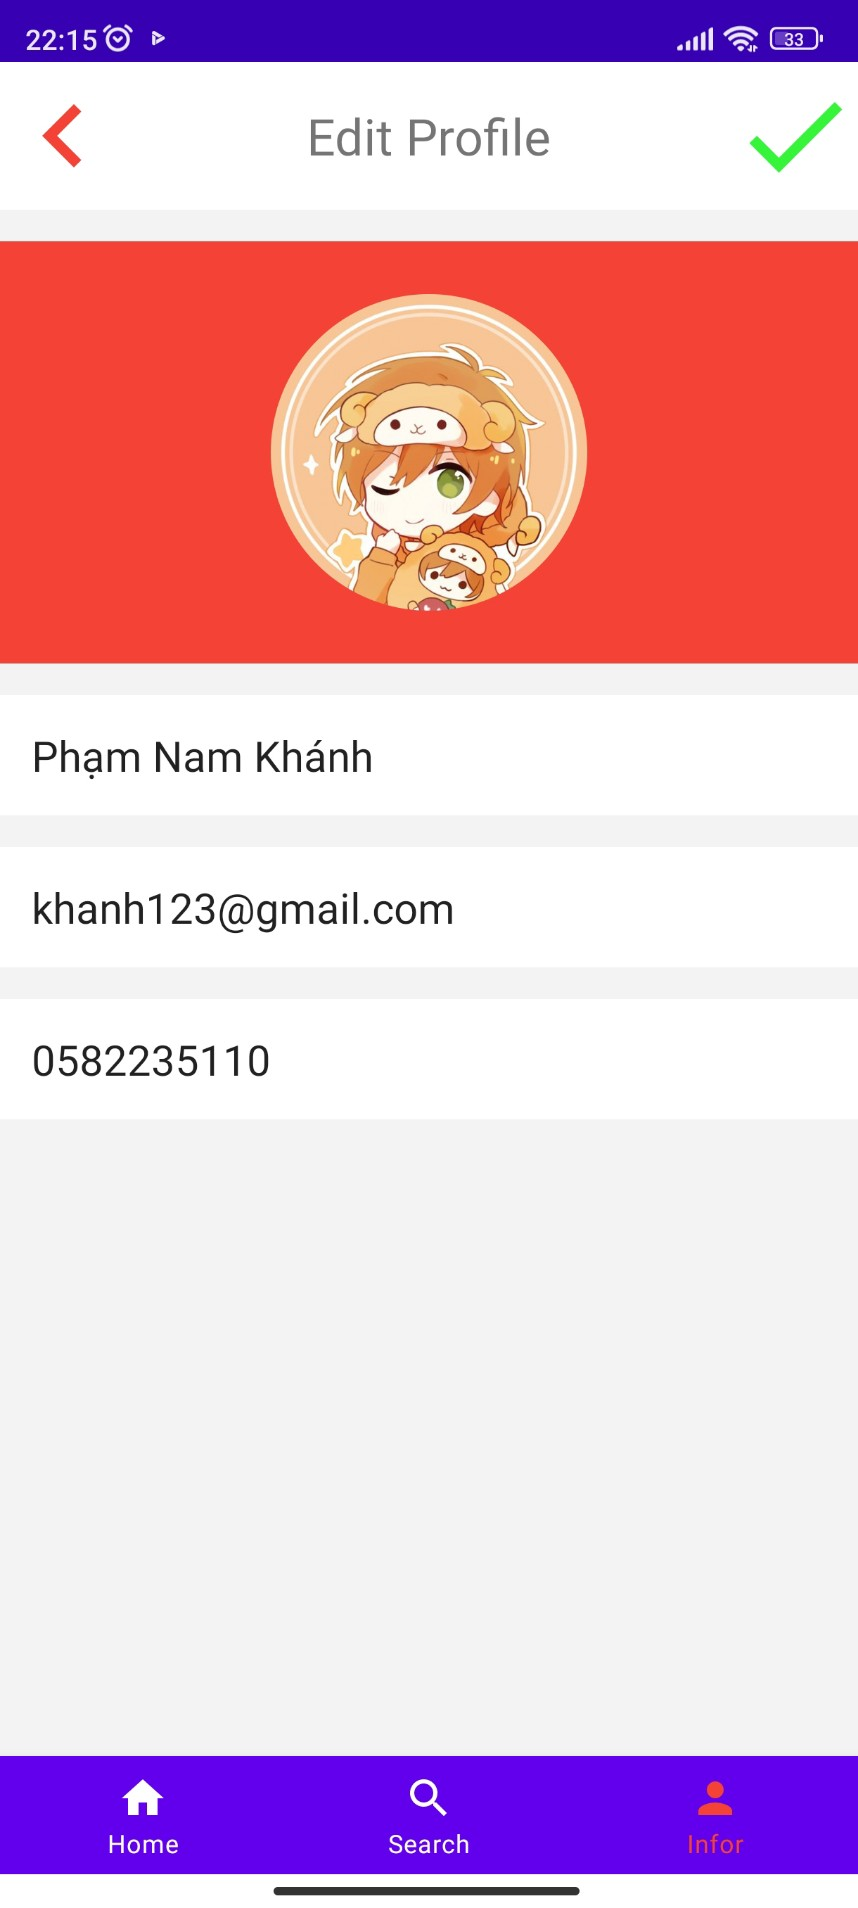 22:15
33
Edit Profile
Phạm Nam Khánh
khanh123@gmail.com
0582235110
Home
Search
Infor